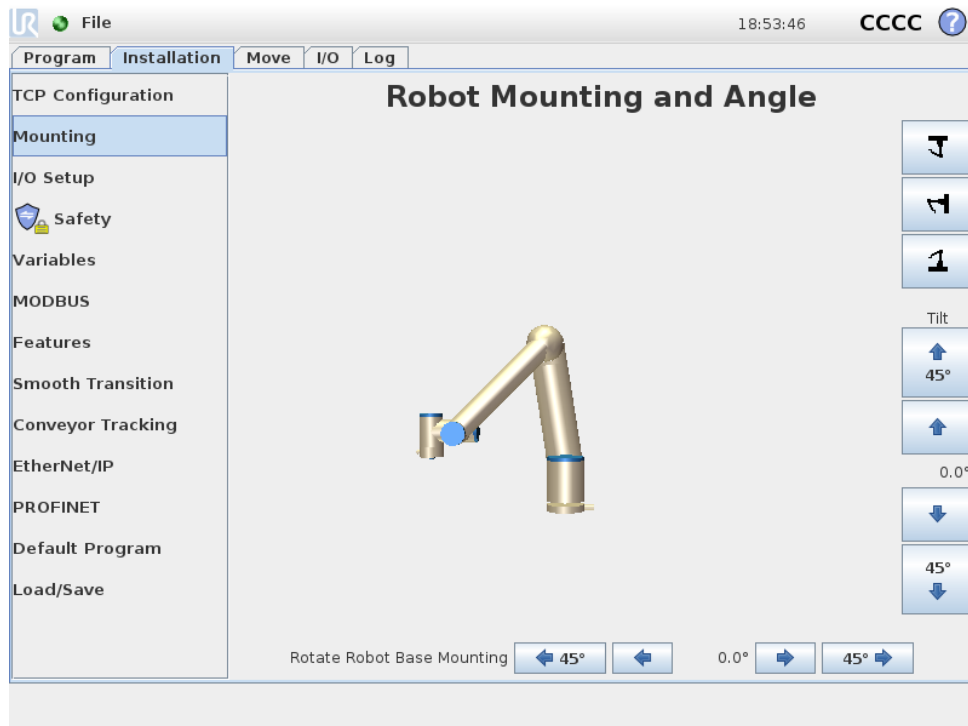 UR File 18:53:46 CCCC ?
Program Installation Move I/O Log
TCP Configuration
Mounting
I/O Setup
Safety
Variables
MODBUS
Features
Smooth Transition
Conveyor Tracking
EtherNet/IP
PROFINET
Default Program
Load/Save
Robot Mounting and Angle
Tilt
45°
0.0°
45°
Rotate Robot Base Mounting 45° 0.0° 45°